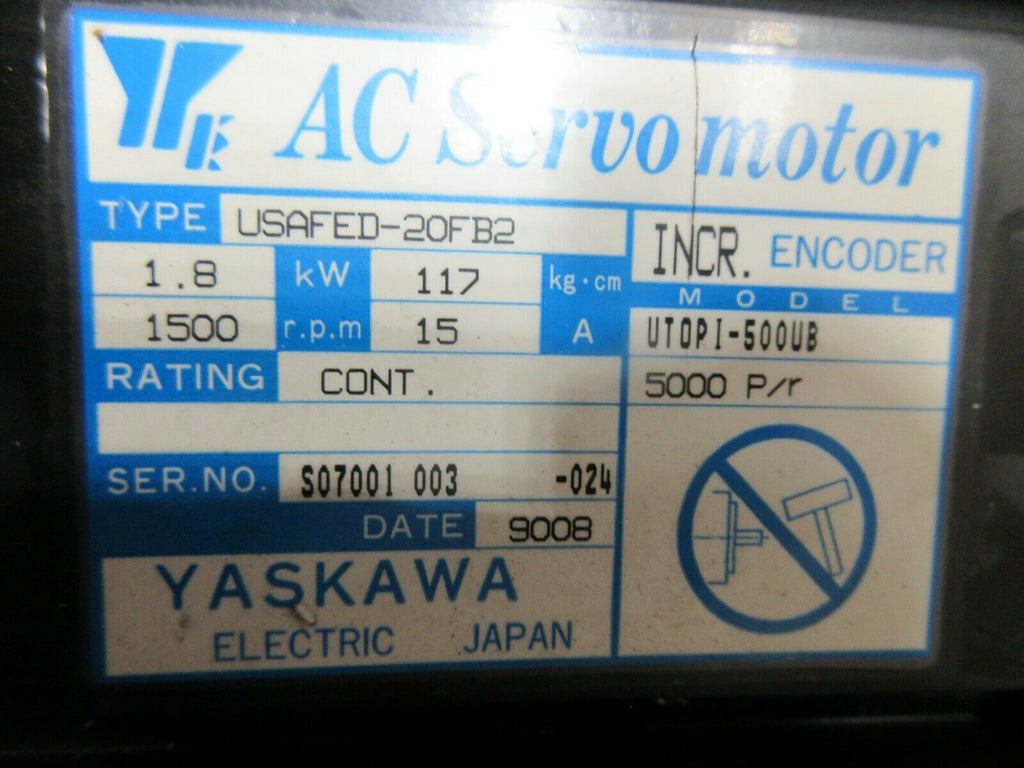 YE AC Servo motor
TYPE USAFED-20FB2
1.8 kW 117 kg·cm
1500 r.p.m 15 A
RATING CONT.
SER.NO. S07001 003 -024
DATE 9008
YASKAWA
ELECTRIC JAPAN
INCR. ENCODER
MODEL
UTOPI-500UB
5000 P/r